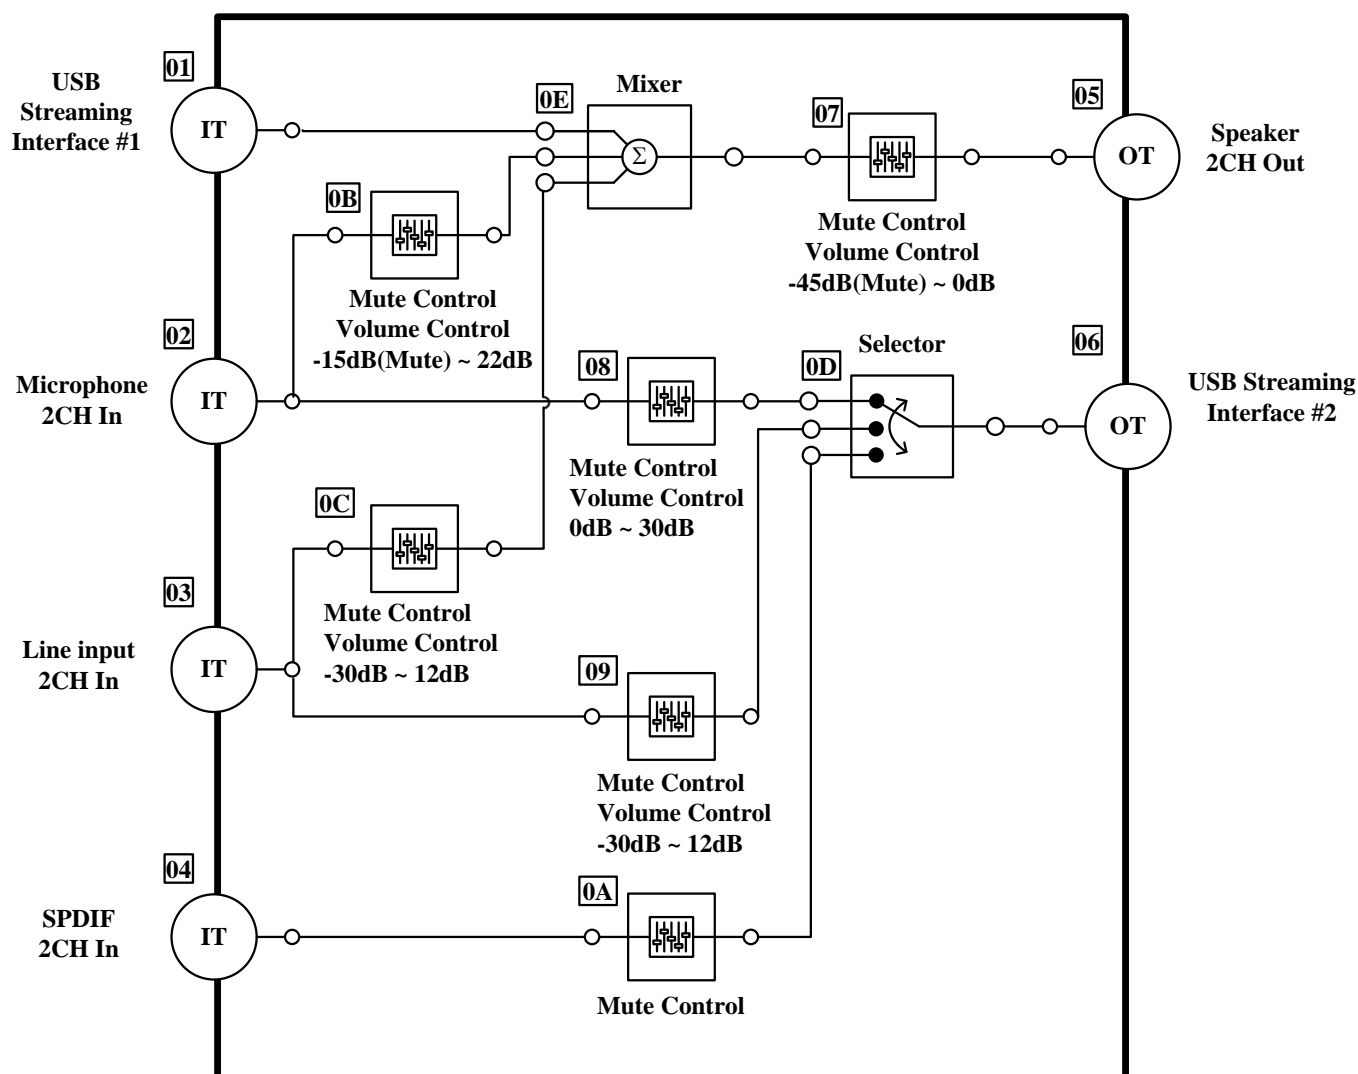 01
USB
Streaming
Interface #1
IT
0E
Mixer
Σ
07
05
Speaker
2CH Out
OT
0B
Mute Control
Volume Control
-45dB(Mute) ~ 0dB
Mute Control
Volume Control
-15dB(Mute) ~ 22dB
02
Microphone
2CH In
IT
08
0D
Selector
06
USB Streaming
Interface #2
OT
Mute Control
Volume Control
0dB ~ 30dB
0C
03
Line input
2CH In
IT
Mute Control
Volume Control
-30dB ~ 12dB
09
Mute Control
Volume Control
-30dB ~ 12dB
04
SPDIF
2CH In
IT
0A
Mute Control